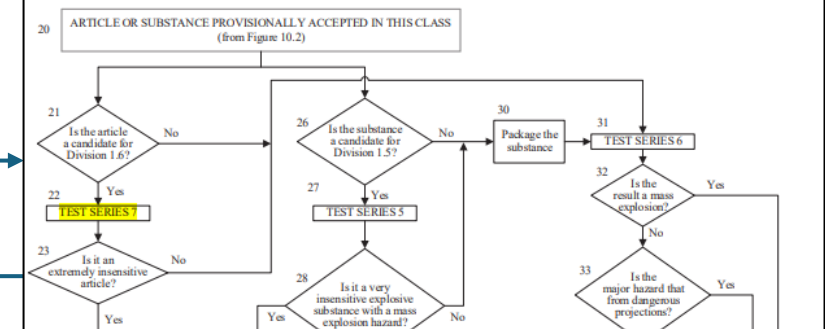 20
ARTICLE OR SUBSTANCE PROVISIONALLY ACCEPTED IN THIS CLASS
(from Figure 10.2)
21
Is the article
a candidate for
Division 1.6?
No
Yes
22
TEST SERIES 7
23
Is it an
extremely insensitive
article?
No
Yes
26
Is the substance
a candidate for
Division 1.5?
No
Yes
27
TEST SERIES 5
28
Is it a very
insensitive explosive
substance with a mass
explosion hazard?
Yes
No
30
Package the
substance
31
TEST SERIES 6
32
Is the
result a mass
explosion?
Yes
No
33
Is the
major hazard that
from dangerous
projections?
Yes